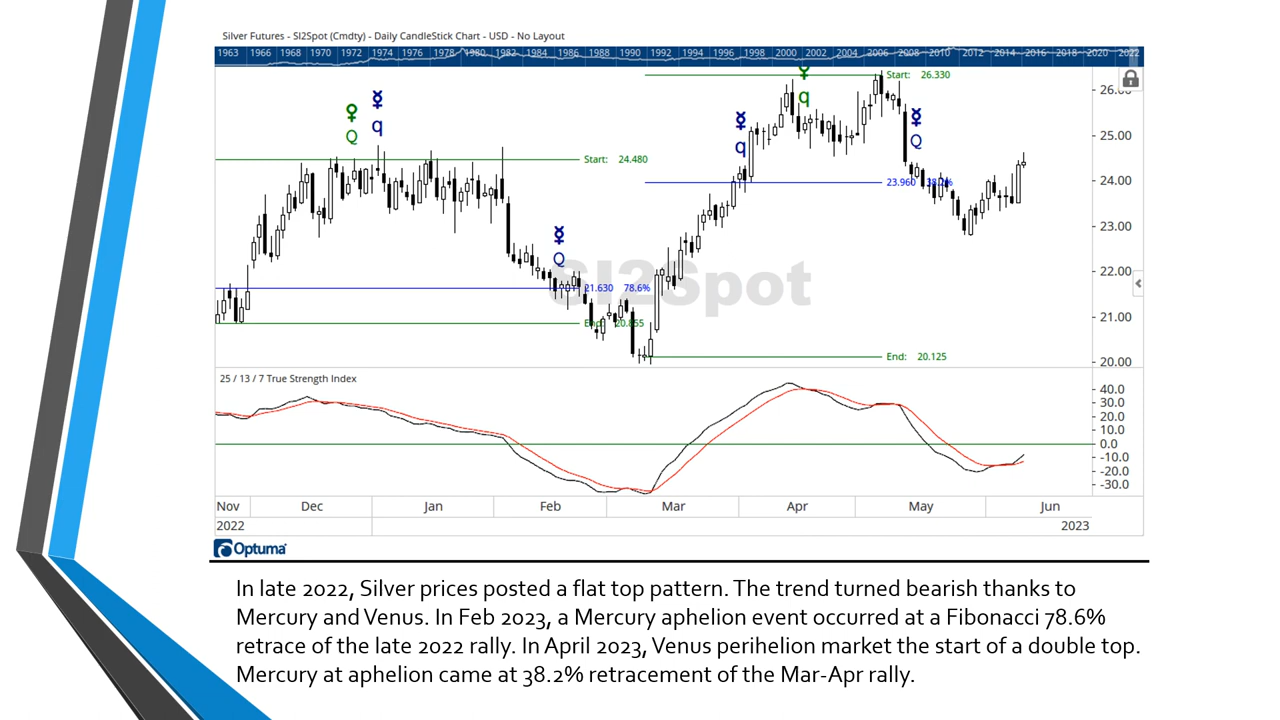 Silver Futures - SI2Spot (Cmdty) - Daily CandleStick Chart - USD - No Layout
1963 1966 1968 1970 1972 1974 1976 1978 1980 1982 1984 1986 1988 1990 1992 1994 1996 1998 2000 2002 2004 2006 2008 2010 2012 2014 2016 2018 2020 2022
Start: 26.330
26.00
Q q
q
q
Q
25.00
Start: 24.480
24.00
23.960 38.2%
23.00
Q
22.00
SI2Spot
21.630 78.6%
21.00
End: 20.855
End: 20.125
20.00
25 / 13 / 7 True Strength Index
40.0
30.0
20.0
10.0
0.0
-10.0
-20.0
-30.0
Nov Dec Jan Feb Mar Apr May Jun
2022 2023
Optuma
In late 2022, Silver prices posted a flat top pattern. The trend turned bearish thanks to
Mercury and Venus. In Feb 2023, a Mercury aphelion event occurred at a Fibonacci 78.6%
retrace of the late 2022 rally. In April 2023, Venus perihelion market the start of a double top.
Mercury at aphelion came at 38.2% retracement of the Mar-Apr rally.